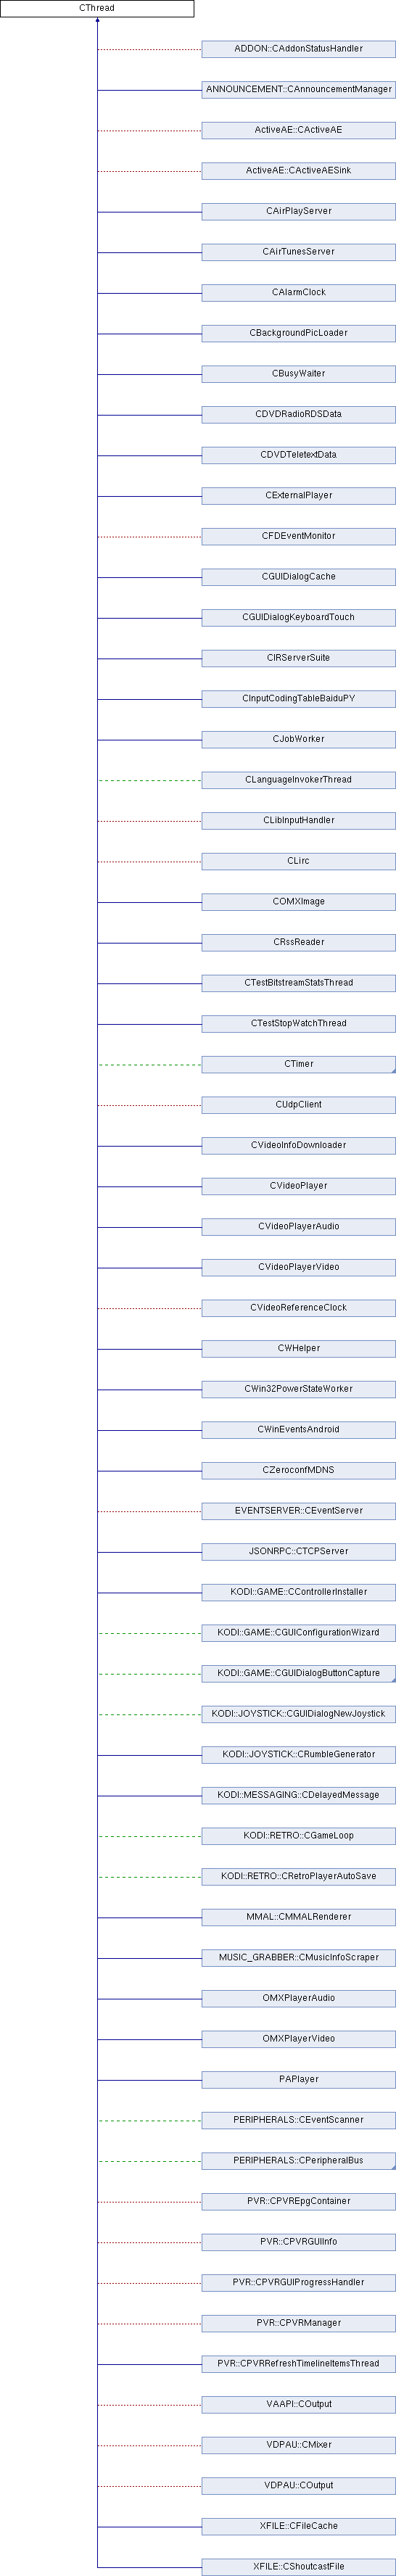 CThread
ADDON::CAddonStatusHandler
ANNOUNCEMENT::CAnnouncementManager
ActiveAE::CActiveAE
ActiveAE::CActiveAESink
CAirPlayServer
CAirTunesServer
CAlarmClock
CBackgroundPicLoader
CBusyWaiter
CDVDRadioRDSData
CDVDTeletextData
CExternalPlayer
CFDEventMonitor
CGUIDialogCache
CGUIDialogKeyboardTouch
CIRServerSuite
CInputCodingTableBaiduPY
CJobWorker
CLanguageInvokerThread
CLibInputHandler
CLirc
COMXImage
CRssReader
CTestBitstreamStatsThread
CTestStopWatchThread
CTimer
CUdpClient
CVideoInfoDownloader
CVideoPlayer
CVideoPlayerAudio
CVideoPlayerVideo
CVideoReferenceClock
CWHelper
CWin32PowerStateWorker
CWinEventsAndroid
CZeroconfMDNS
EVENTSERVER::CEventServer
JSONRPC::CTCPServer
KODI::GAME::CControllerInstaller
KODI::GAME::CGUIConfigurationWizard
KODI::GAME::CGUIDialogButtonCapture
KODI::JOYSTICK::CGUIDialogNewJoystick
KODI::JOYSTICK::CRumbleGenerator
KODI::MESSAGING::CDelayedMessage
KODI::RETRO::CGameLoop
KODI::RETRO::CRetroPlayerAutoSave
MMAL::CMMALRenderer
MUSIC_GRABBER::CMusicInfoScraper
OMXPlayerAudio
OMXPlayerVideo
PAPlayer
PERIPHERALS::CEventScanner
PERIPHERALS::CPeripheralBus
PVR::CPVREpgContainer
PVR::CPVRGUIInfo
PVR::CPVRGUIProgressHandler
PVR::CPVRManager
PVR::CPVRRefreshTimelineItemsThread
VAAPI::COutput
VDPAU::CMixer
VDPAU::COutput
XFILE::CFileCache
XFILE::CShoutcastFile